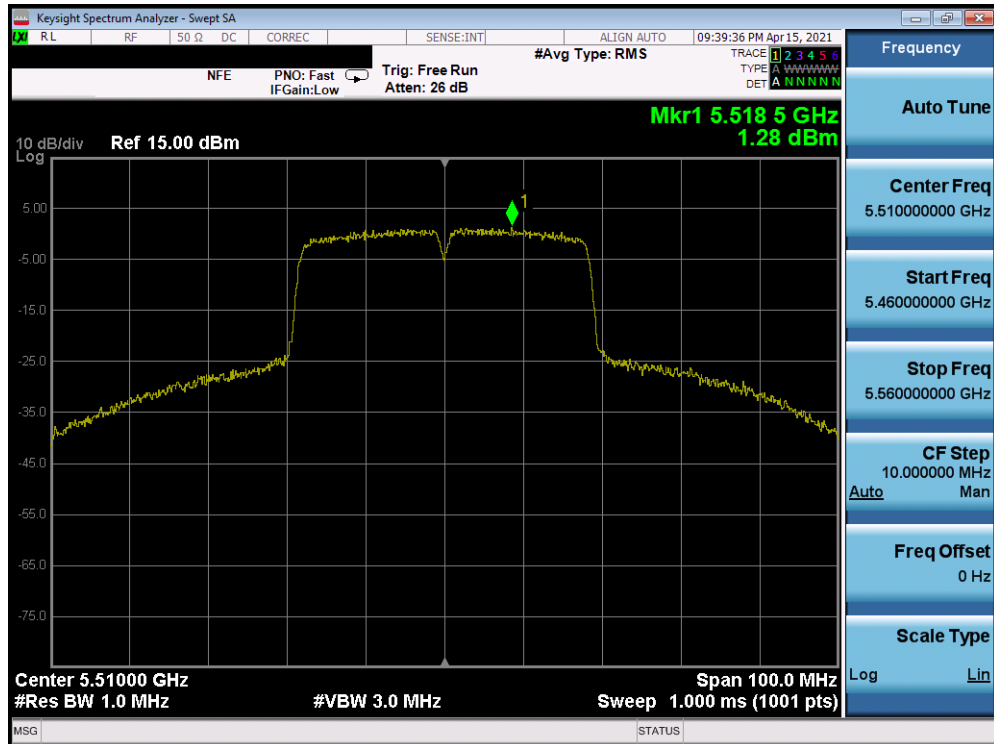 Keysight Spectrum Analyzer - Swept SA
LXI RL RF 50 Ω DC CORREC SENSE:INT ALIGN AUTO 09:39:36 PM Apr 15, 2021
#Avg Type: RMS TRACE 1 2 3 4 5 6
NFE PNO: Fast Trig: Free Run TYPE A WWWWW
IFGain:Low Atten: 26 dB DET A N N N N N
Mkr1 5.518 5 GHz
1.28 dBm
10 dB/div Ref 15.00 dBm
Log
1
5.00
-5.00
-15.0
-25.0
-35.0
-45.0
-55.0
-65.0
-75.0
Center 5.51000 GHz Span 100.0 MHz
#Res BW 1.0 MHz #VBW 3.0 MHz Sweep 1.000 ms (1001 pts)
MSG STATUS
Frequency
Auto Tune
Center Freq
5.510000000 GHz
Start Freq
5.460000000 GHz
Stop Freq
5.560000000 GHz
CF Step
10.000000 MHz
Auto Man
Freq Offset
0 Hz
Scale Type
Log Lin